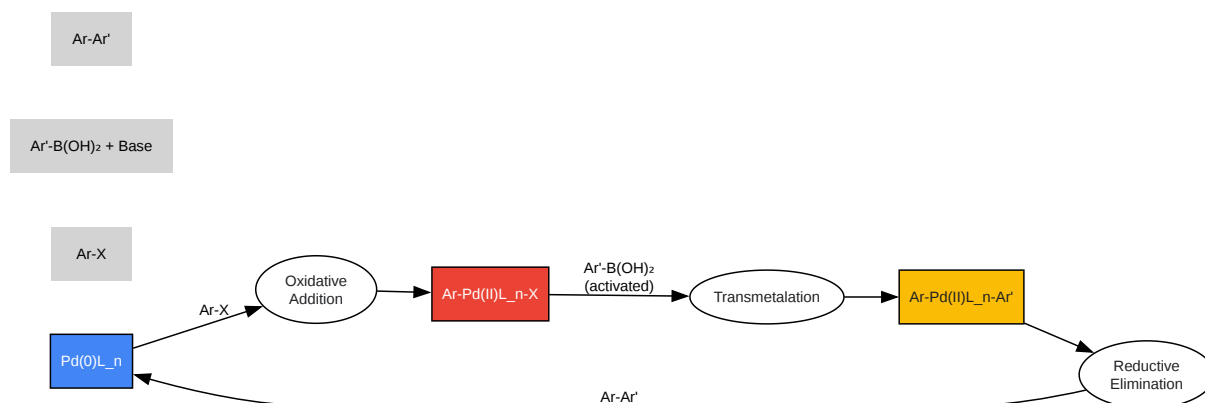 Ar-Ar'
Ar'-B(OH)₂ + Base
Ar-X
Oxidative
Addition
Ar-X
Ar-Pd(II)L_n-X
Ar'-B(OH)₂
(activated)
Transmetalation
Ar-Pd(II)L_n-Ar'
Pd(0)L_n
Reductive
Elimination
Ar-Ar'